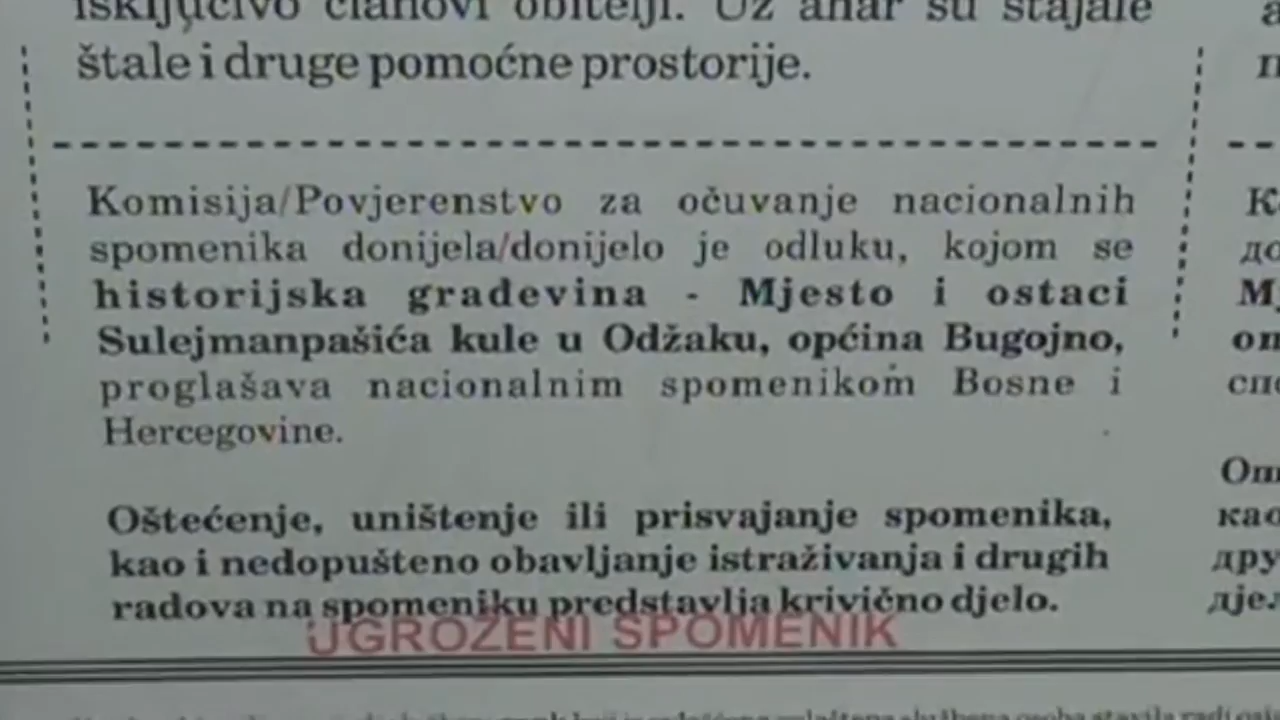 isključivo članovi obitelji. Uz ahar su stajale
štale i druge pomoćne prostorije.
Komisija/Povjerenstvo za očuvanje nacionalnih
spomenika donijela/donijelo je odluku, kojom se
historijska građevina - Mjesto i ostaci
Sulejmanpašića kule u Odžaku, općina Bugojno,
proglašava nacionalnim spomenikom Bosne i
Hercegovine.
Oštećenje, uništenje ili prisvajanje spomenika,
kao i nedopušteno obavljanje istraživanja i drugih
radova na spomeniku predstavlja krivično djelo.
UGROŽENI SPOMENIK